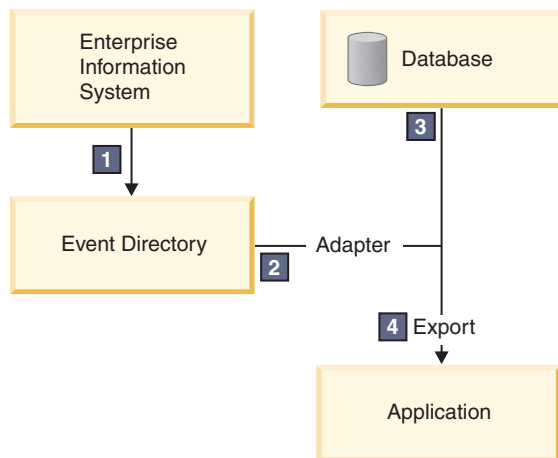 Enterprise
Information
System
Database
1
3
Event Directory
2
Adapter
4 Export
Application